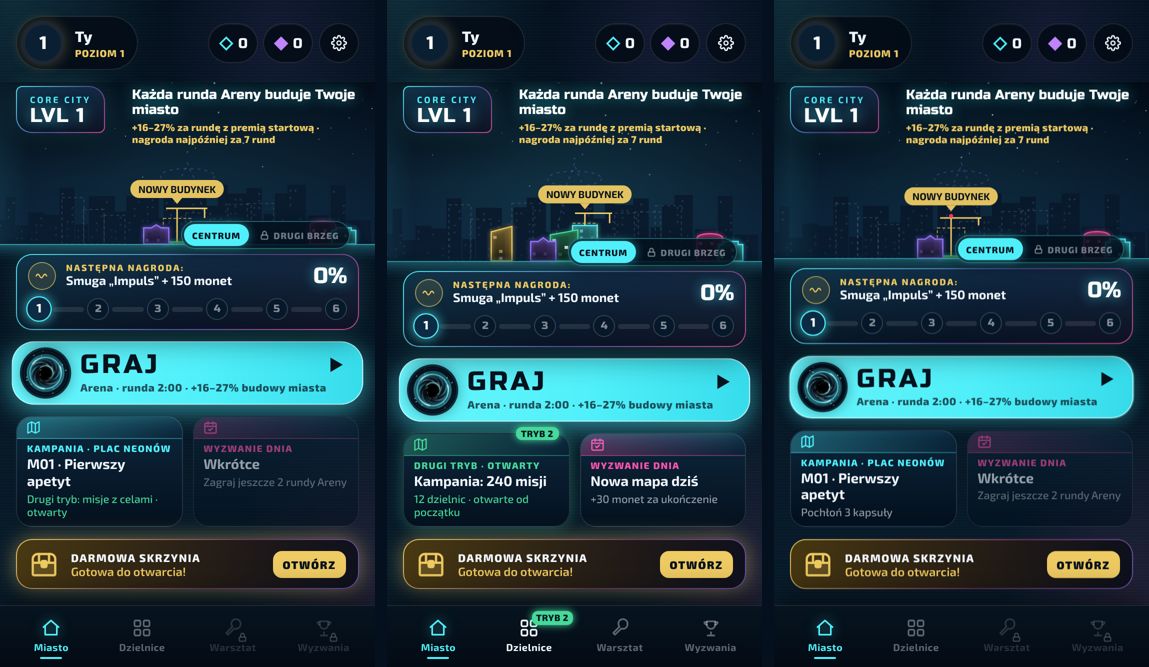 1
Ty
POZIOM 1
0
0
CORE CITY
LVL 1
Każda runda Areny buduje Twoje
miasto
+16–27% za rundę z premią startową ·
nagroda najpóźniej za 7 rund
NOWY BUDYNEK
CENTRUM
DRUGI BRZEG
NASTĘPNA NAGRODA:
Smuga „Impuls” + 150 monet
0%
1 2 3 4 5 6
GRAJ
Arena · runda 2:00 · +16–27% budowy miasta
KAMPANIA · PLAC NEONÓW
M01 · Pierwszy
apetyt
Drugi tryb: misje z celami ·
otwarty
WYZWANIE DNIA
Wkrótce
Zagraj jeszcze 2 rundy Areny
DARMOWA SKRZYNIA
Gotowa do otwarcia!
OTWÓRZ
Miasto
Dzielnice
Warsztat
Wyzwania
1
Ty
POZIOM 1
0
0
CORE CITY
LVL 1
Każda runda Areny buduje Twoje
miasto
+16–27% za rundę z premią startową ·
nagroda najpóźniej za 7 rund
NOWY BUDYNEK
CENTRUM
DRUGI BRZEG
NASTĘPNA NAGRODA:
Smuga „Impuls” + 150 monet
0%
1 2 3 4 5 6
GRAJ
Arena · runda 2:00 · +16–27% budowy miasta
TRYB 2
DRUGI TRYB · OTWARTY
Kampania: 240 misji
12 dzielnic · otwarte od
początku
WYZWANIE DNIA
Nowa mapa dziś
+30 monet za ukończenie
DARMOWA SKRZYNIA
Gotowa do otwarcia!
OTWÓRZ
TRYB 2
Miasto
Dzielnice
Warsztat
Wyzwania
1
Ty
POZIOM 1
0
0
CORE CITY
LVL 1
Każda runda Areny buduje Twoje
miasto
+16–27% za rundę z premią startową ·
nagroda najpóźniej za 7 rund
NOWY BUDYNEK
CENTRUM
DRUGI BRZEG
NASTĘPNA NAGRODA:
Smuga „Impuls” + 150 monet
0%
1 2 3 4 5 6
GRAJ
Arena · runda 2:00 · +16–27% budowy miasta
KAMPANIA · PLAC NEONÓW
M01 · Pierwszy
apetyt
Pochłoń 3 kapsuły
WYZWANIE DNIA
Wkrótce
Zagraj jeszcze 2 rundy Areny
DARMOWA SKRZYNIA
Gotowa do otwarcia!
OTWÓRZ
Miasto
Dzielnice
Warsztat
Wyzwania